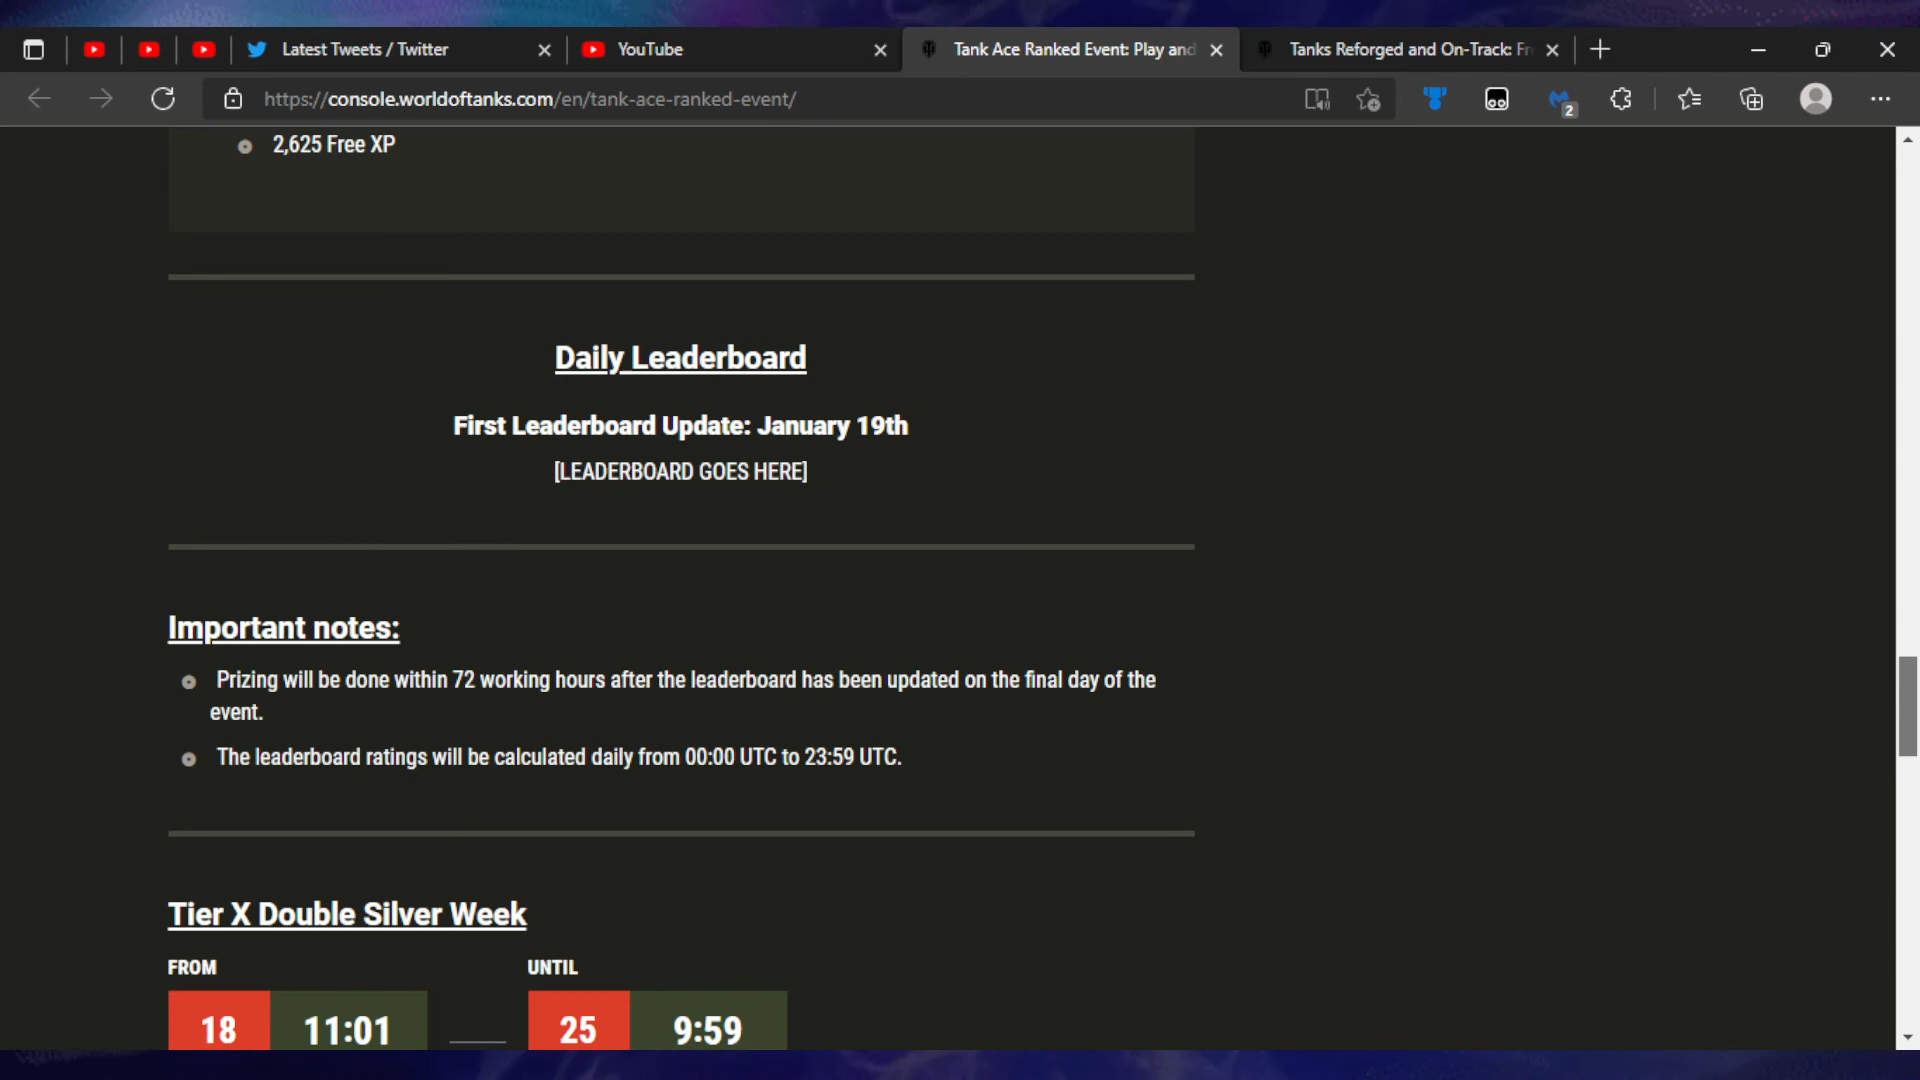 Latest Tweets / Twitter
YouTube
Tank Ace Ranked Event: Play and
Tanks Reforged and On-Track: Fr
https://console.worldoftanks.com/en/tank-ace-ranked-event/
2
2,625 Free XP
Daily Leaderboard
First Leaderboard Update: January 19th
[LEADERBOARD GOES HERE]
Important notes:
Prizing will be done within 72 working hours after the leaderboard has been updated on the final day of the
event.
The leaderboard ratings will be calculated daily from 00:00 UTC to 23:59 UTC.
Tier X Double Silver Week
FROM
UNTIL
18 11:01
25 9:59